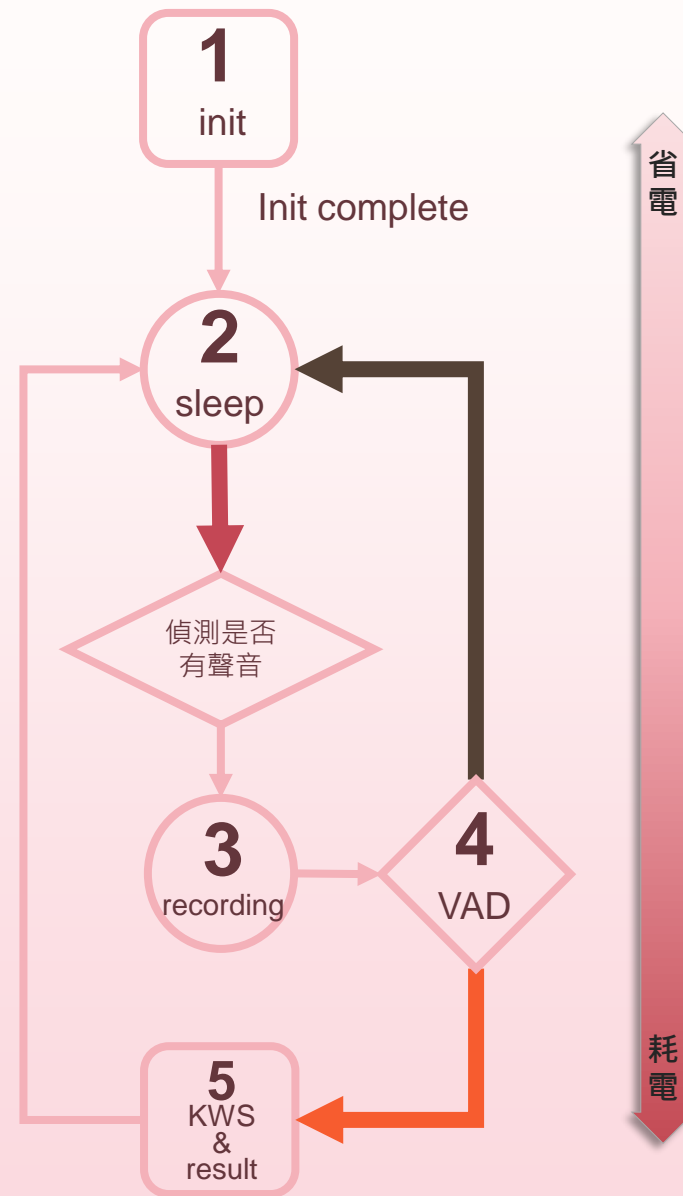 1
init
Init complete
2
sleep
偵測是否
有聲音
3
recording
4
VAD
5
KWS
&
result
省
電
耗
電